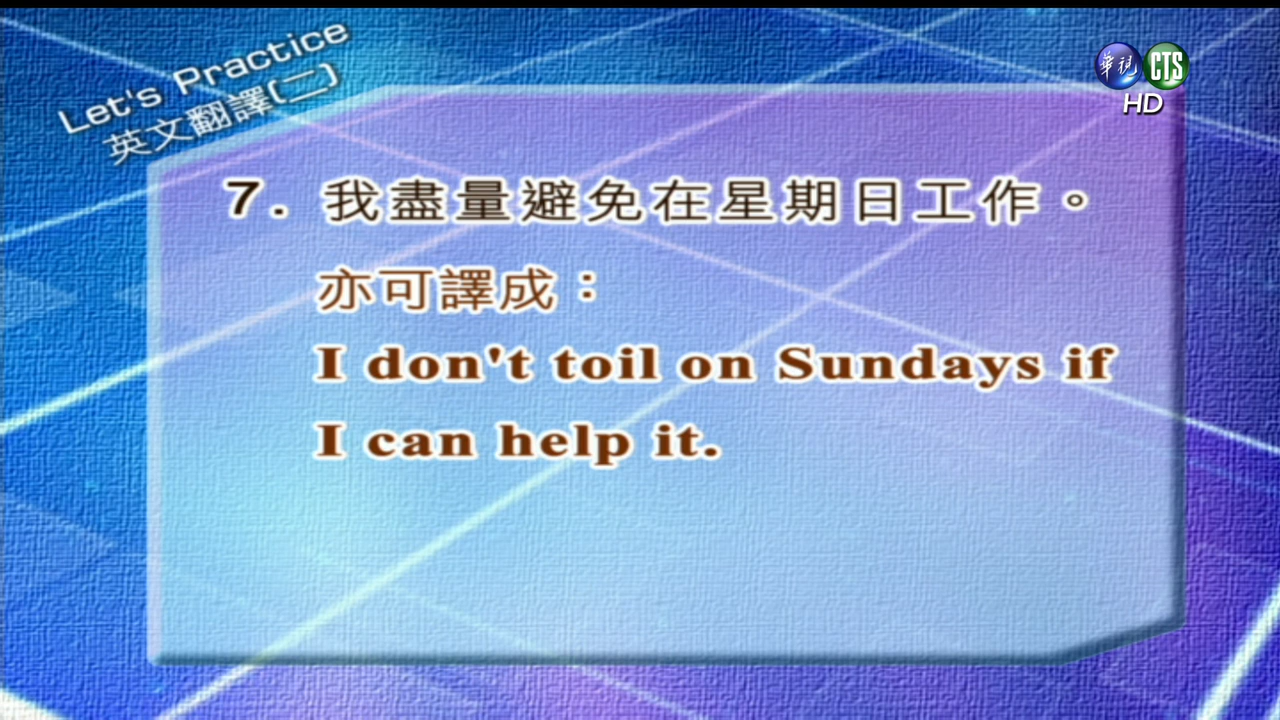 Let's Practice
英文翻譯(二)
華視 CTS
HD
7. 我盡量避免在星期日工作。
亦可譯成：
I don't toil on Sundays if
I can help it.